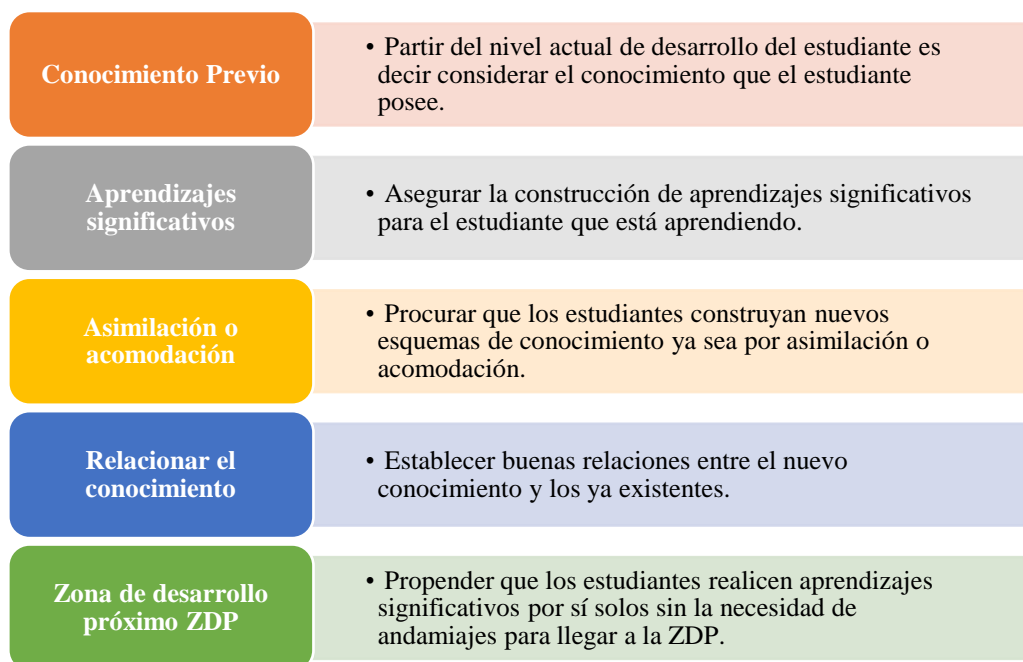 Conocimiento Previo
• Partir del nivel actual de desarrollo del estudiante es
decir considerar el conocimiento que el estudiante
posee.
Aprendizajes
significativos
• Asegurar la construcción de aprendizajes significativos
para el estudiante que está aprendiendo.
Asimilación o
acomodación
• Procurar que los estudiantes construyan nuevos
esquemas de conocimiento ya sea por asimilación o
acomodación.
Relacionar el
conocimiento
• Establecer buenas relaciones entre el nuevo
conocimiento y los ya existentes.
Zona de desarrollo
próximo ZDP
• Propender que los estudiantes realicen aprendizajes
significativos por sí solos sin la necesidad de
andamiajes para llegar a la ZDP.